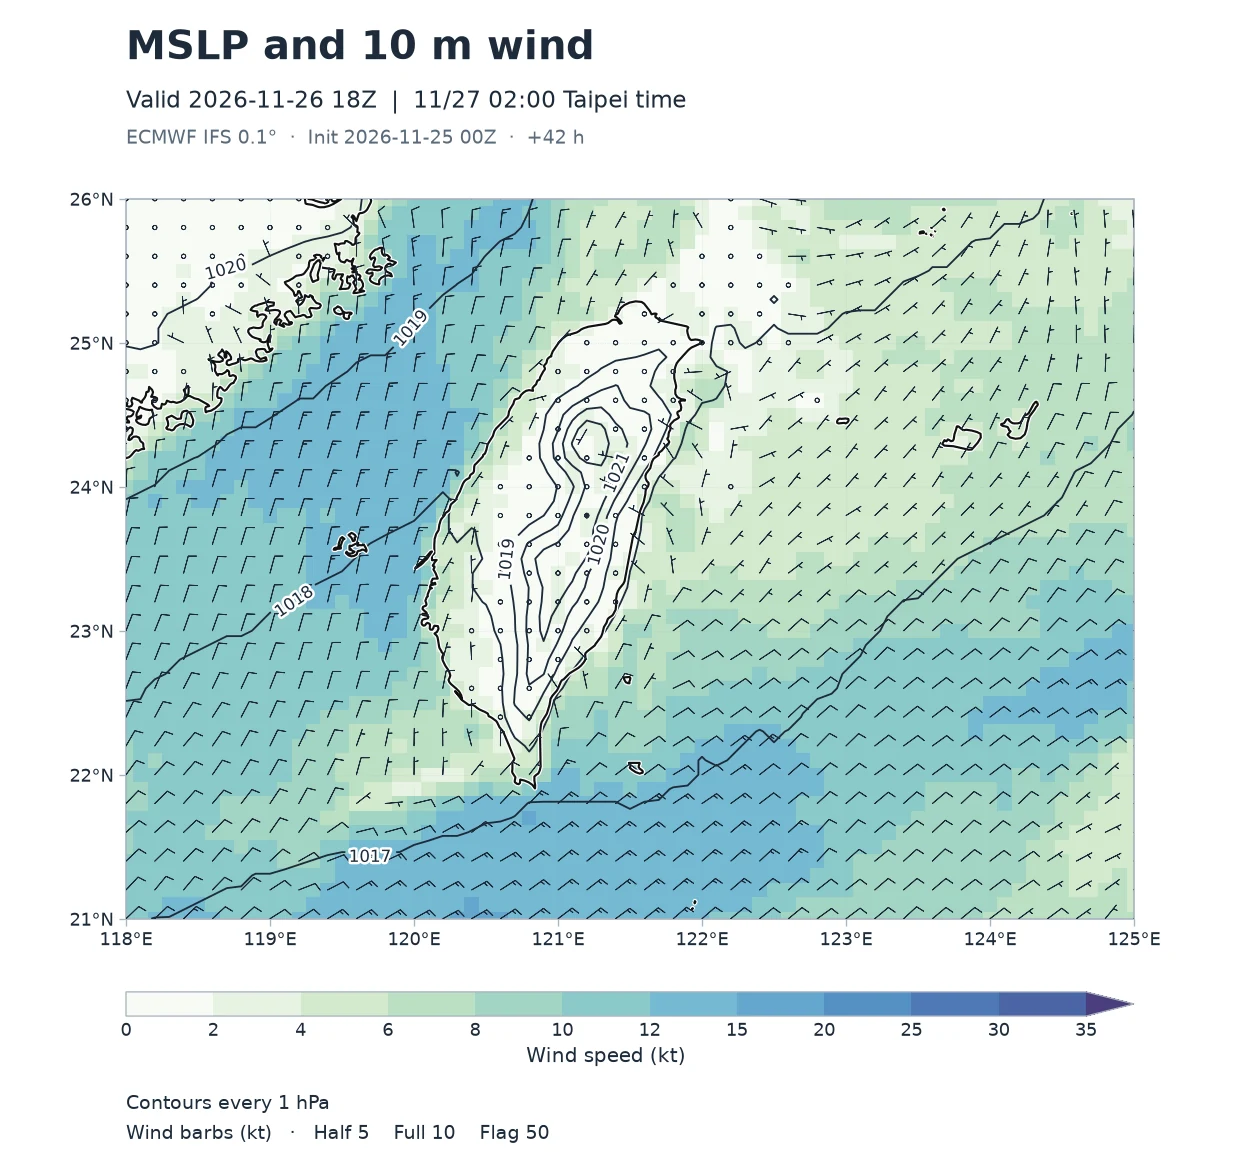 MSLP and 10 m wind
Valid 2026-11-26 18Z | 11/27 02:00 Taipei time
ECMWF IFS 0.1° · Init 2026-11-25 00Z · +42 h
26°N
1020
1019
25°N
1021
24°N
1020
1019
1018
23°N
22°N
1017
21°N
118°E 119°E 120°E 121°E 122°E 123°E 124°E 125°E
0 2 4 6 8 10 12 15 20 25 30 35
Wind speed (kt)
Contours every 1 hPa
Wind barbs (kt) · Half 5 Full 10 Flag 50